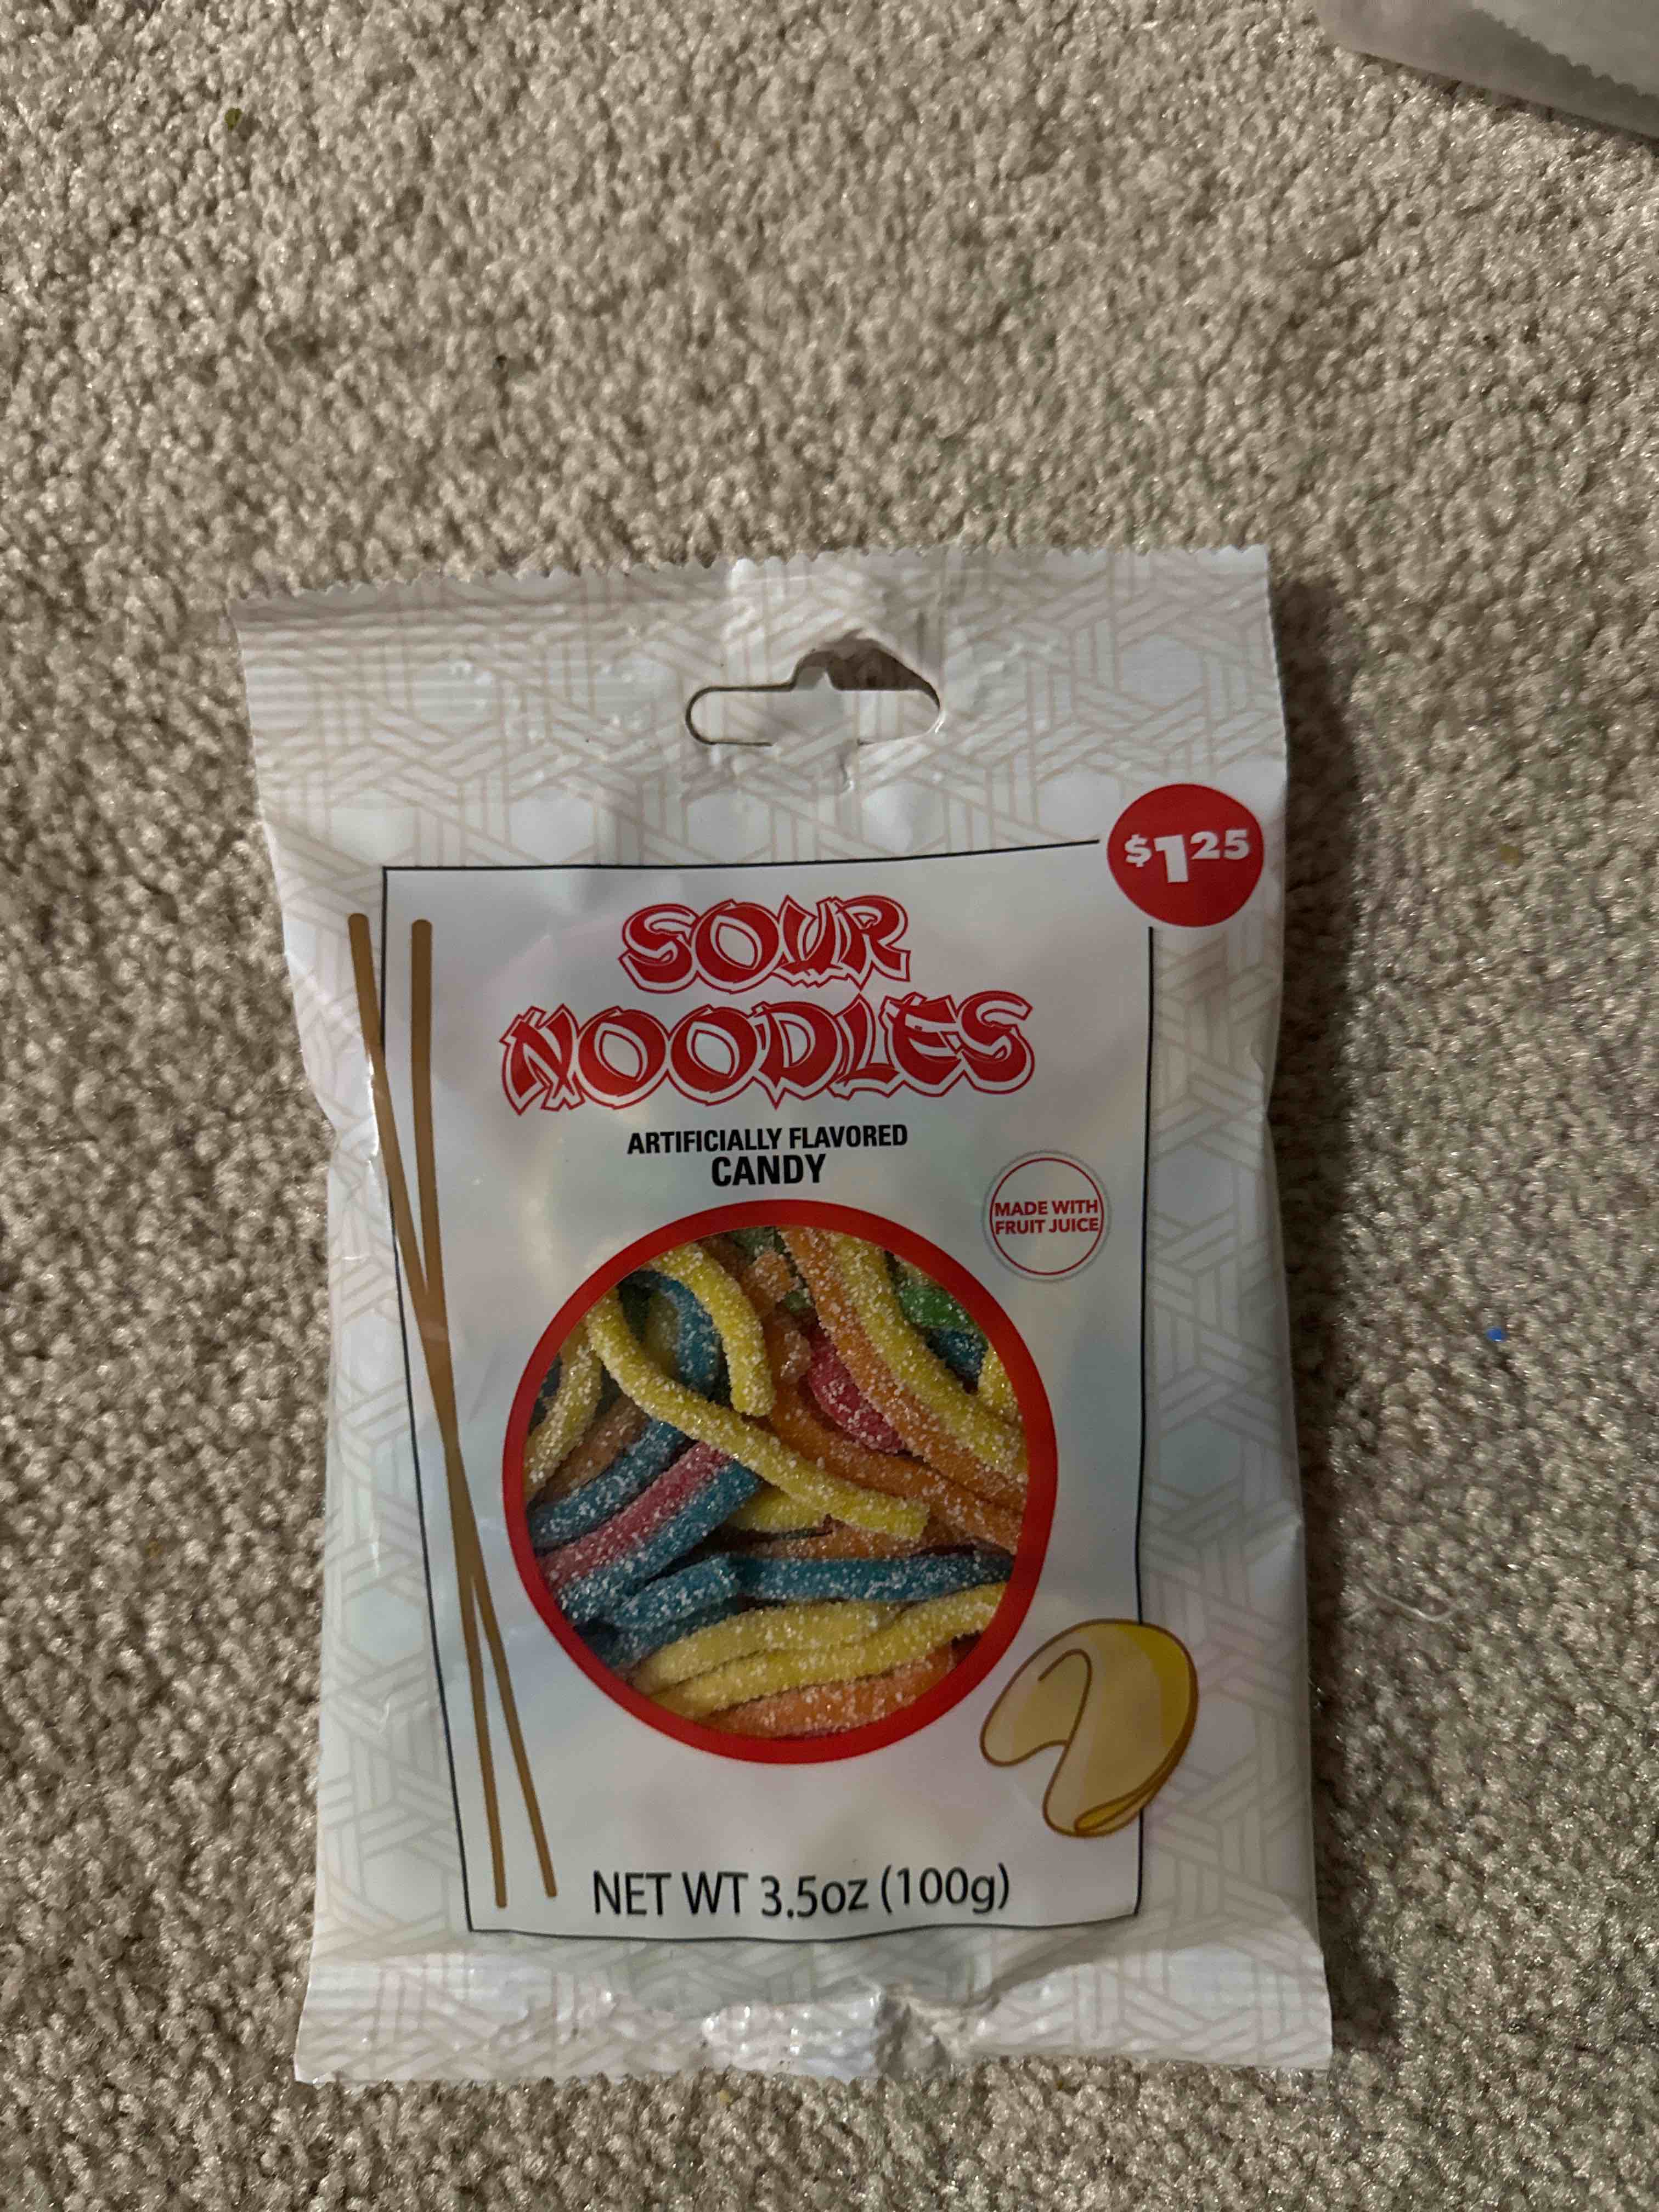 $1.25
SOUR
NOODLES
ARTIFICIALLY FLAVORED
CANDY
MADE WITH
FRUIT JUICE
NET WT 3.5oz (100g)